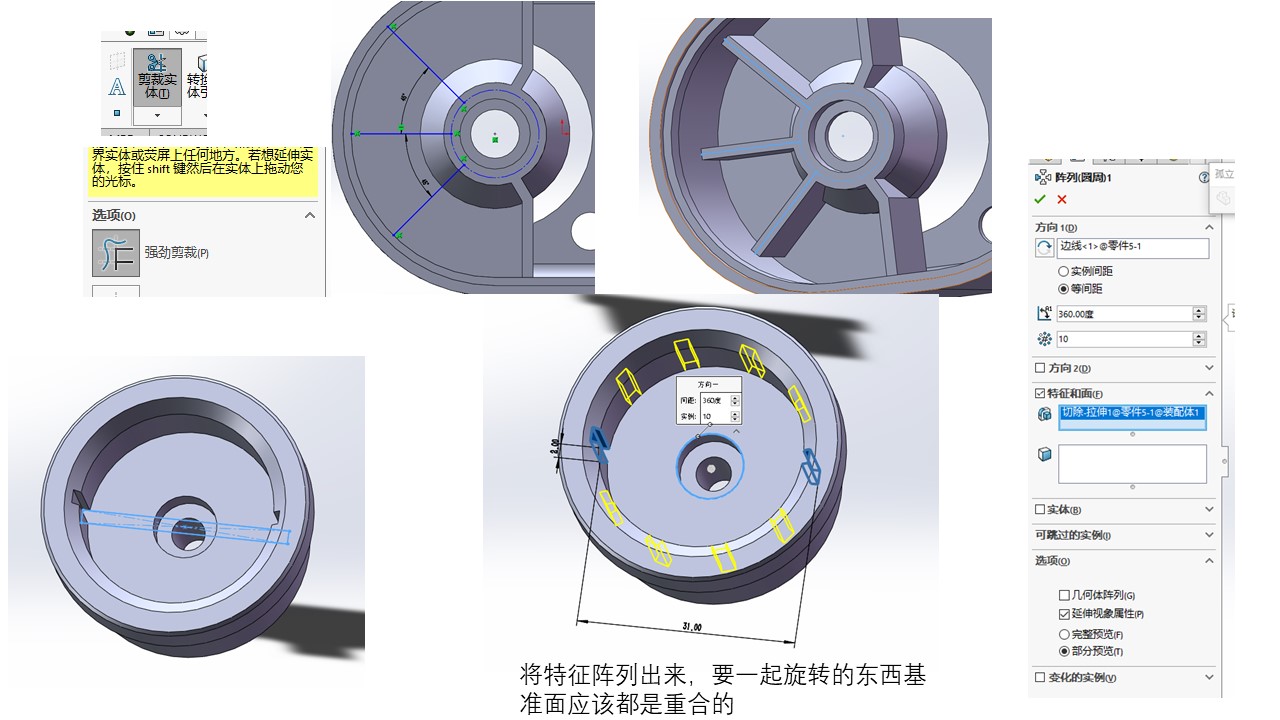 剪裁实
体(T)
转换
体引
A
界实体或荧屏上任何地方。若想延伸实
体，按住 shift 键然后在实体上拖动您
的光标。
选项(O)
强劲剪裁(P)
方向一
间距: 360度
实例: 10
2.00
31.00
将特征阵列出来，要一起旋转的东西基
准面应该都是重合的
阵列(圆周)1
孤立
方向 1(D)
边线<1>@零件5-1
实例间距
等间距
360.00度
10
方向 2(D)
特征和面(F)
切除-拉伸1@零件5-1@装配体1
实体(B)
可跳过的实例(I)
选项(O)
几何体阵列(G)
延伸视象属性(P)
完整预览(F)
部分预览(T)
变化的实例(V)